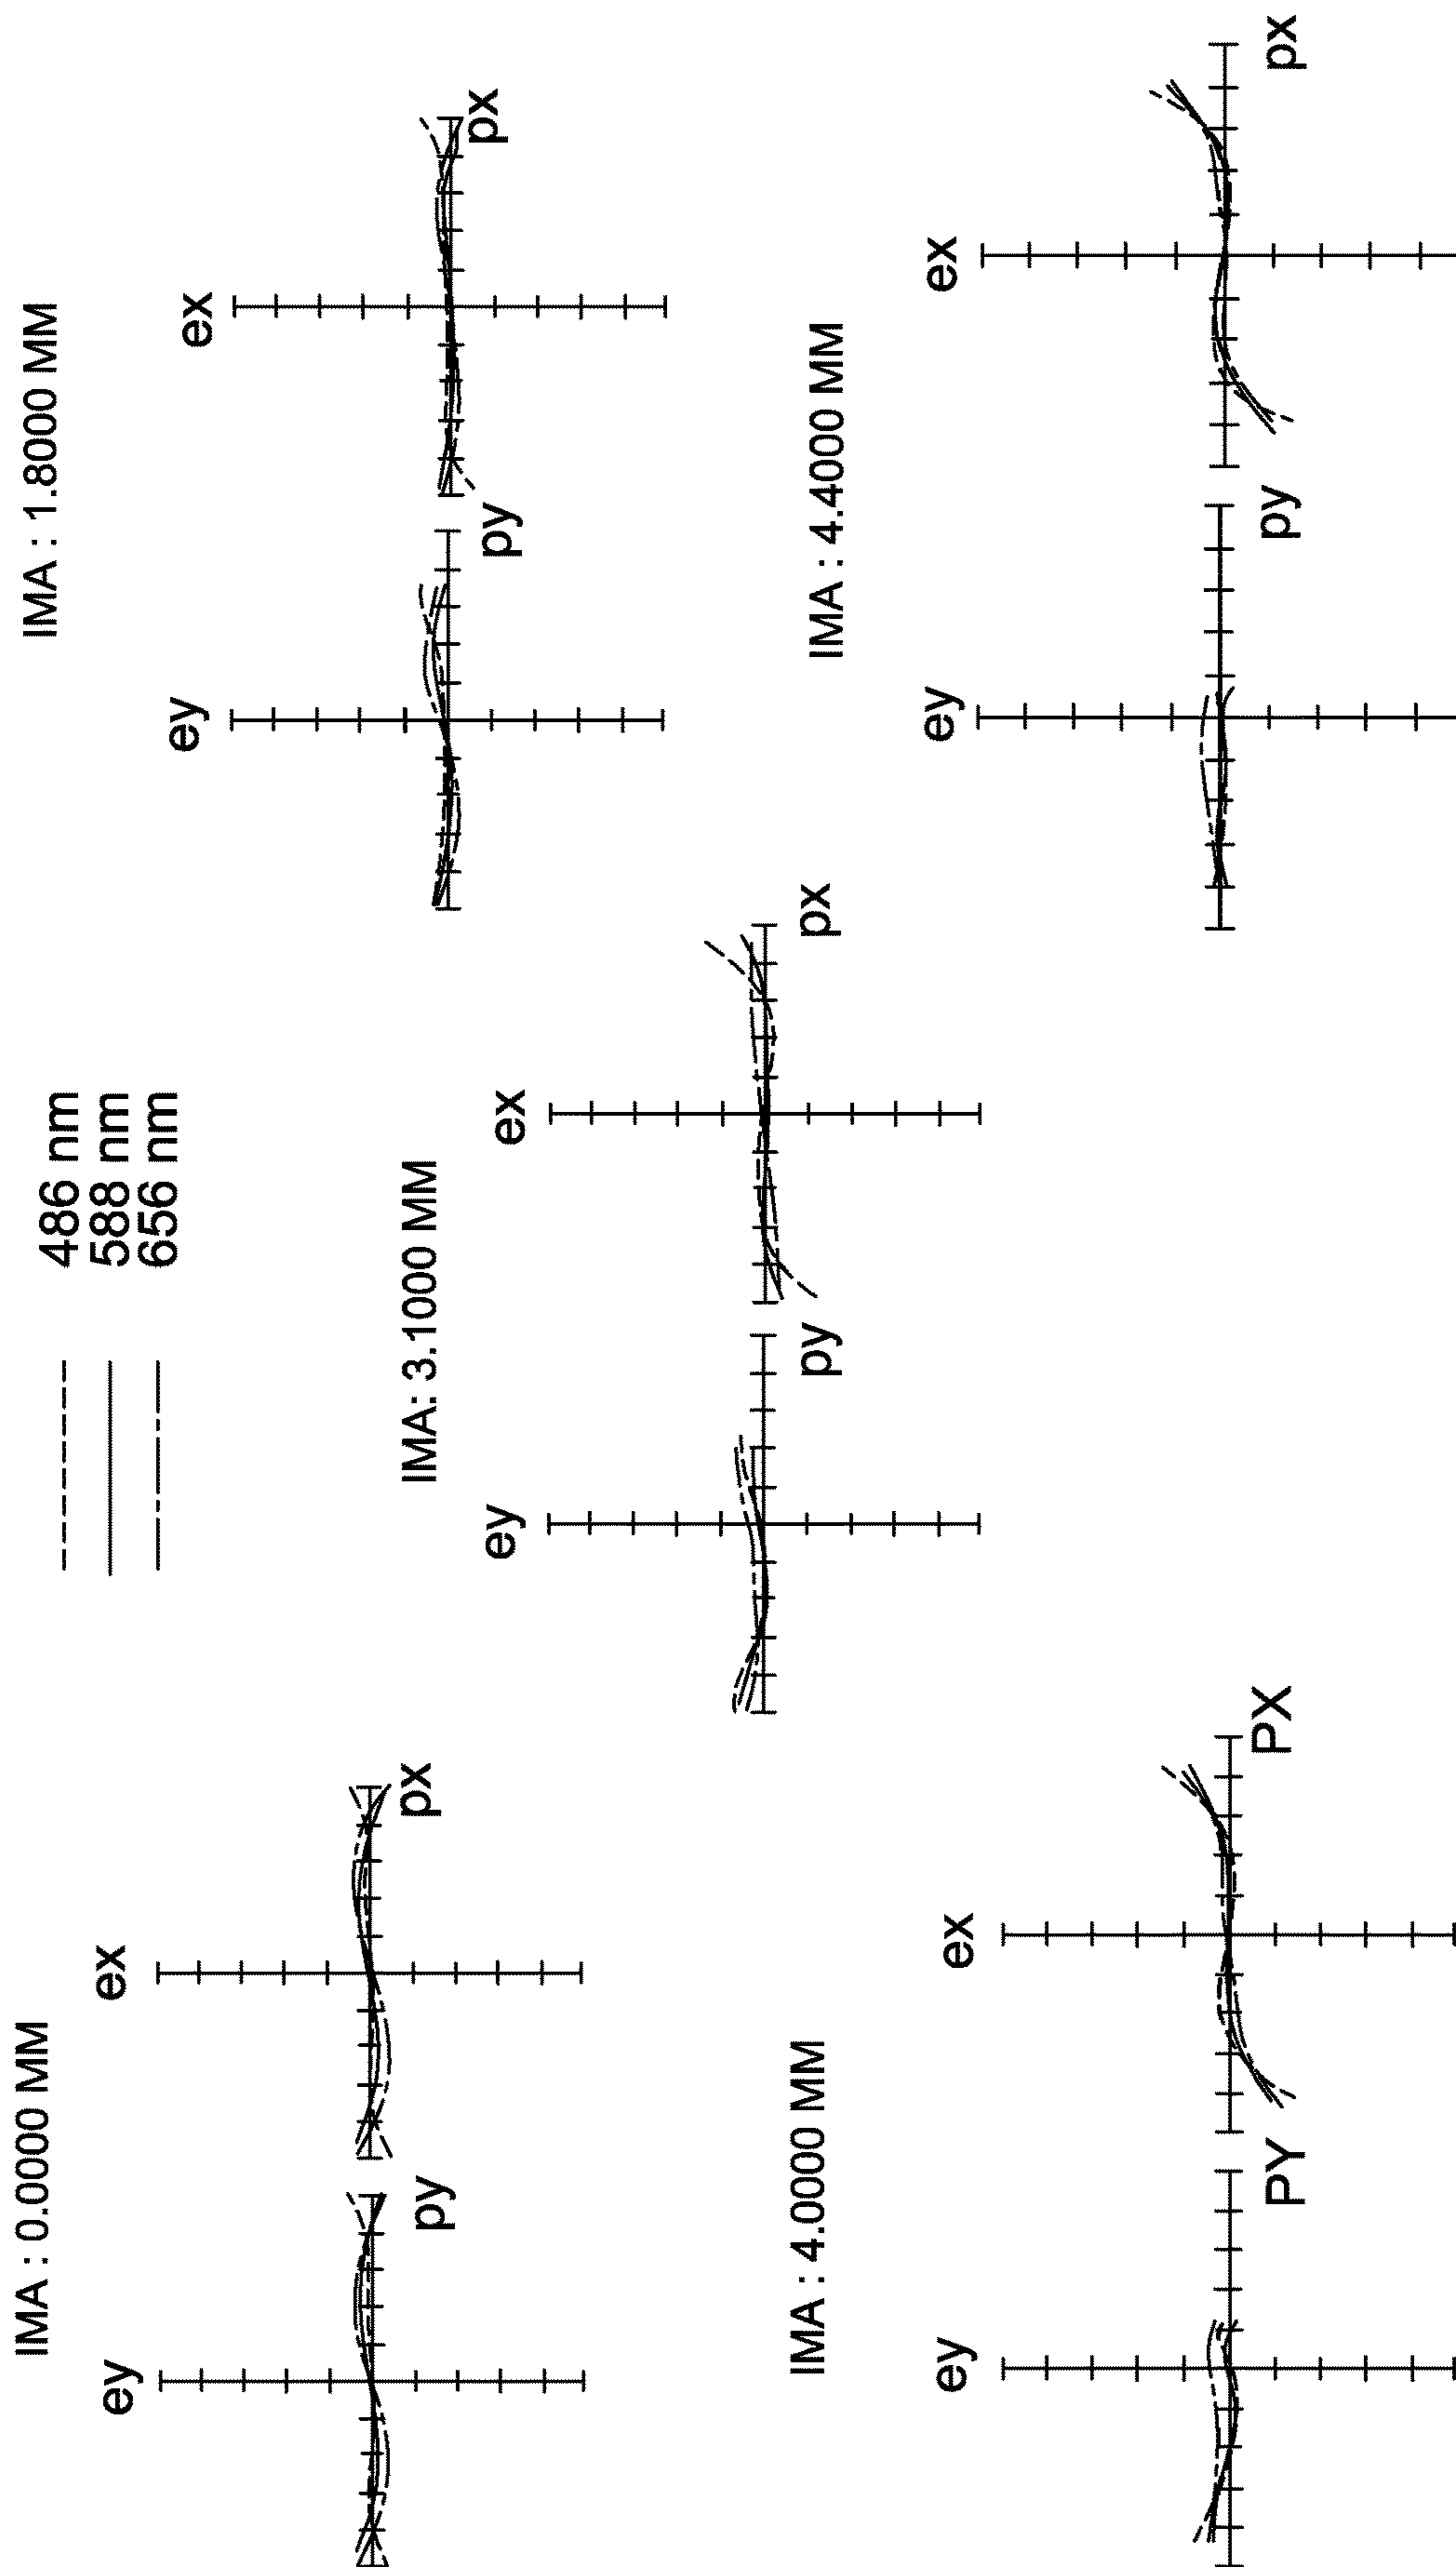 IMA : 0.0000 MM
ey
ex
py
px
486 nm
588 nm
656 nm
IMA : 1.8000 MM
ey
ex
py
px
IMA: 3.1000 MM
ey
ex
py
px
IMA : 4.0000 MM
ey
ex
PY
PX
IMA : 4.4000 MM
ey
ex
py
px